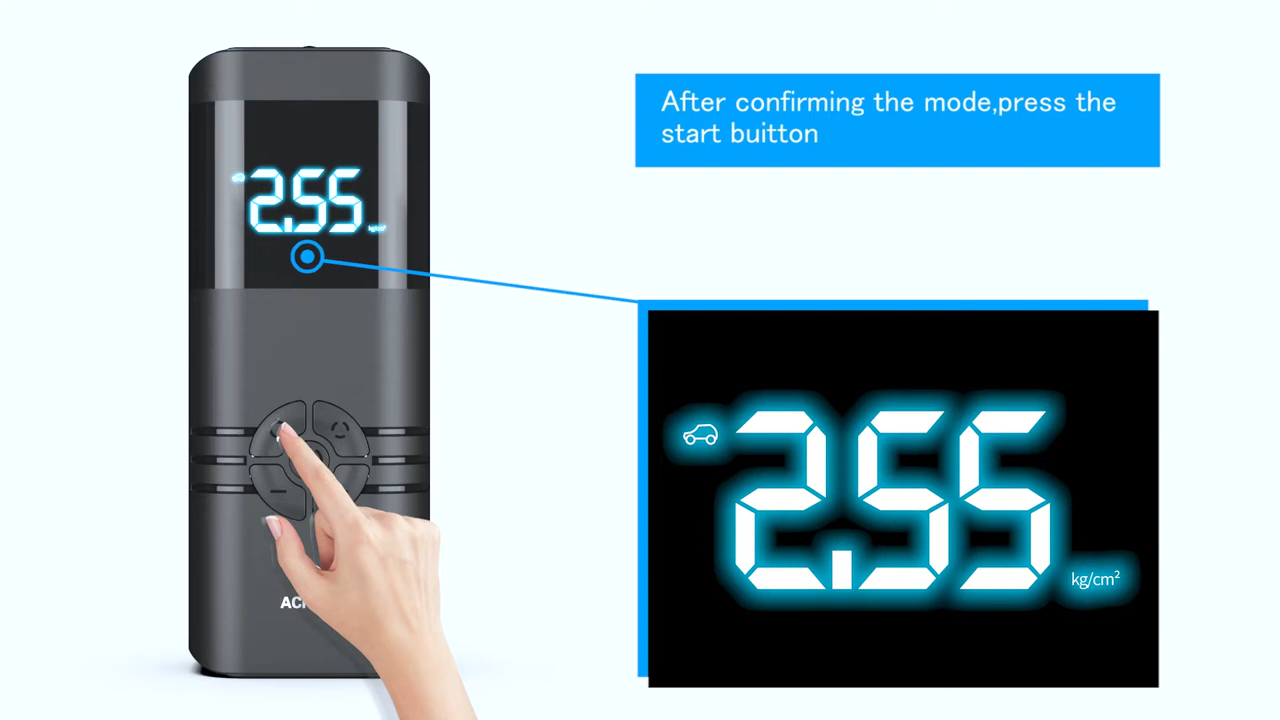 After confirming the mode,press the
start buitton
2.55
2.55
kg/cm²